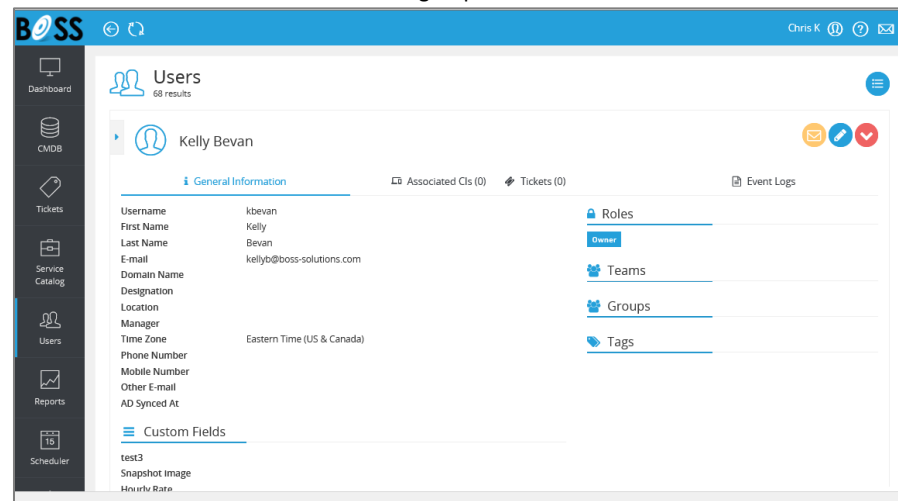 BOSS
Chris K
Dashboard
CMDB
Tickets
Service
Catalog
Users
Reports
15
Scheduler
Users
68 results
Kelly Bevan
General Information
Associated CIs (0)
Tickets (0)
Event Logs
Username kbevan
First Name Kelly
Last Name Bevan
E-mail kellyb@boss-solutions.com
Domain Name
Designation
Location
Manager
Time Zone Eastern Time (US & Canada)
Phone Number
Mobile Number
Other E-mail
AD Synced At
Custom Fields
test3
Snapshot image
Hourly Rate
Roles
Owner
Teams
Groups
Tags